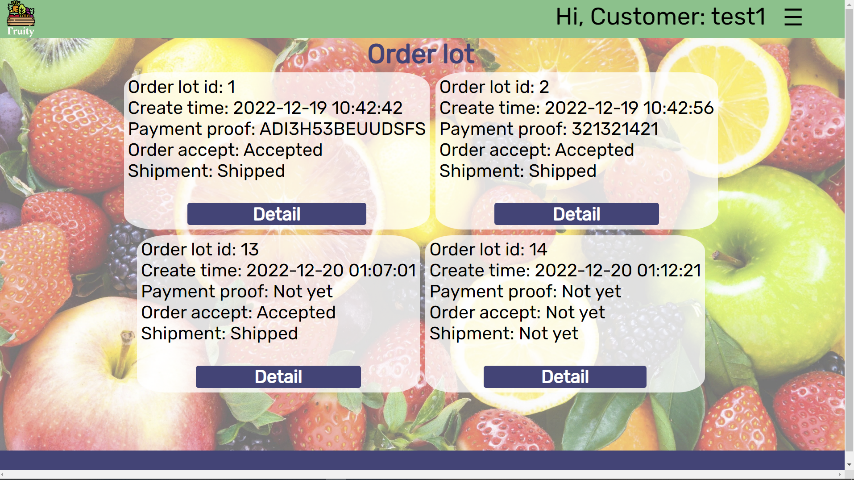 Fruity
Hi, Customer: test1
Order lot
Order lot id: 1
Create time: 2022-12-19 10:42:42
Payment proof: ADI3H53BEUUDSFS
Order accept: Accepted
Shipment: Shipped
Detail
Order lot id: 2
Create time: 2022-12-19 10:42:56
Payment proof: 321321421
Order accept: Accepted
Shipment: Shipped
Detail
Order lot id: 13
Create time: 2022-12-20 01:07:01
Payment proof: Not yet
Order accept: Accepted
Shipment: Shipped
Detail
Order lot id: 14
Create time: 2022-12-20 01:12:21
Payment proof: Not yet
Order accept: Not yet
Shipment: Not yet
Detail